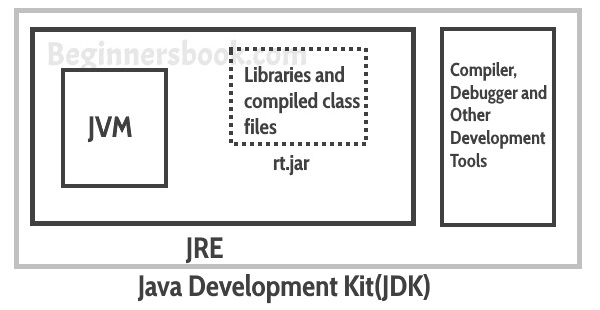 Beginnersbook.com
JVM
Libraries and
compiled class
files
rt.jar
Compiler,
Debugger and
Other
Development
Tools
JRE
Java Development Kit(JDK)